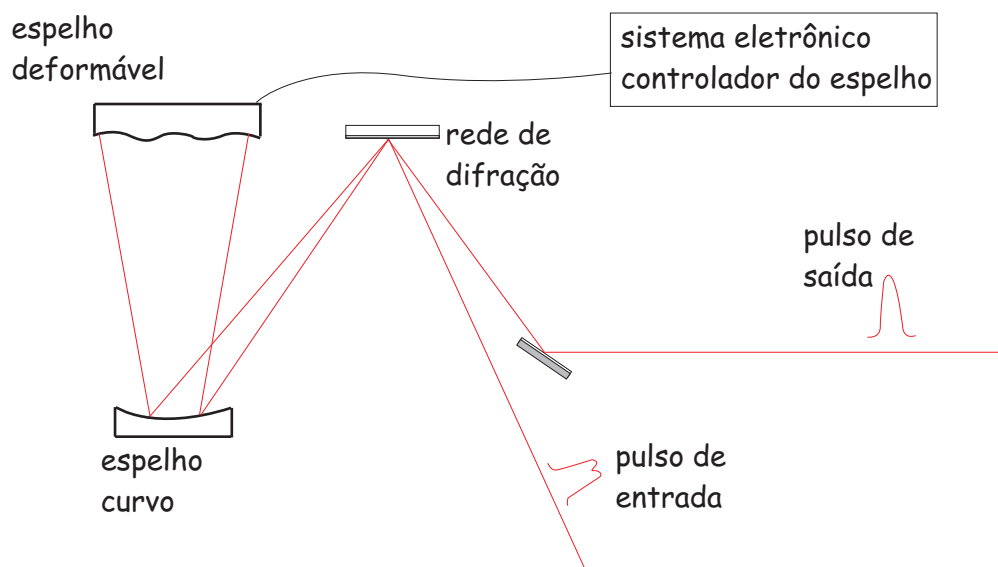 espelho
deformável
sistema eletrônico
controlador do espelho
rede de
difração
pulso de
saída
espelho
curvo
pulso de
entrada